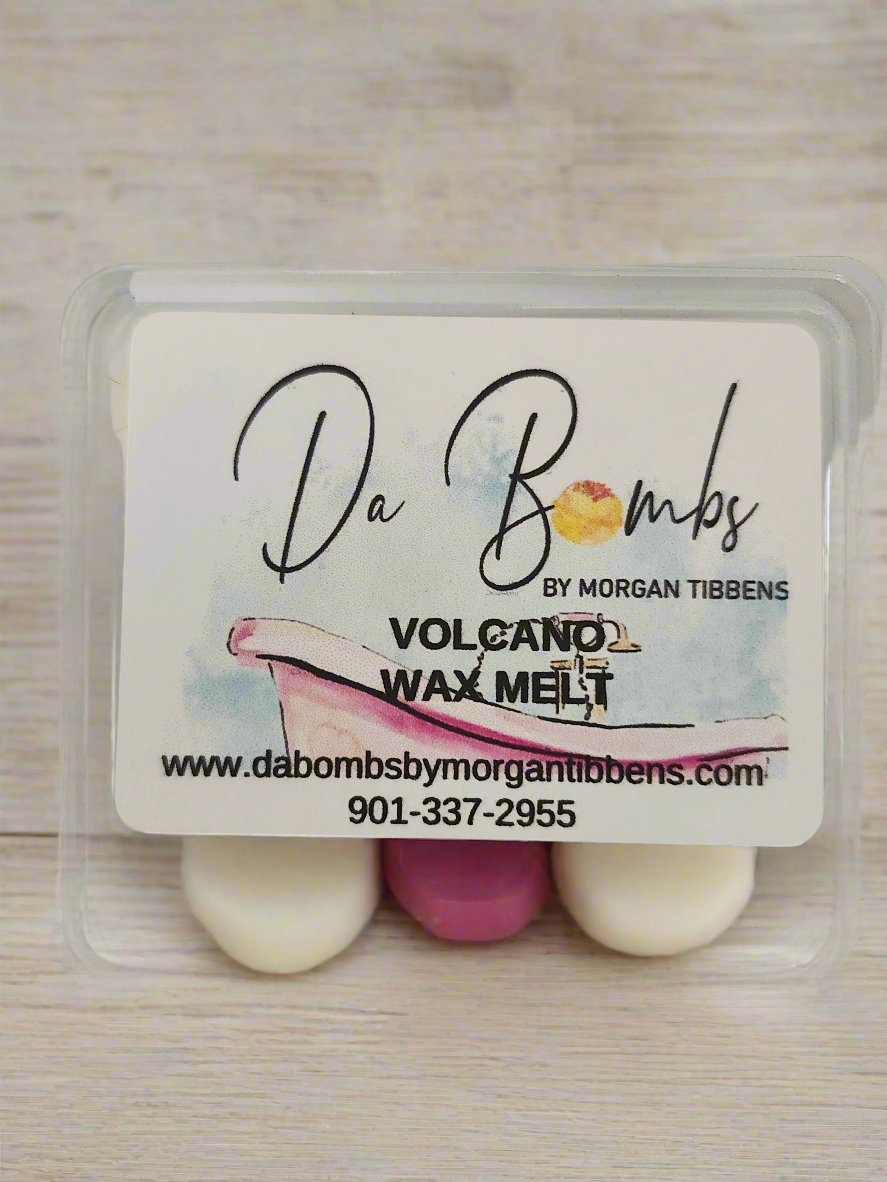 Da Bombs
BY MORGAN TIBBENS
VOLCANO
WAX MELT
www.dabombsbymorgantibbens.com
901-337-2955